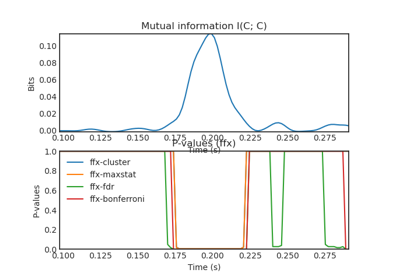 Mutual information I(C; C)
0.10
0.08
0.06
0.04
0.02
0.00
Bits
0.100 0.125 0.150 0.175 0.200 0.225 0.250 0.275
Time (s)
P-values (ffx)
1.0
0.8
0.6
0.4
0.2
0.0
P-values
ffx-cluster
ffx-maxstat
ffx-fdr
ffx-bonferroni
0.100 0.125 0.150 0.175 0.200 0.225 0.250 0.275
Time (s)